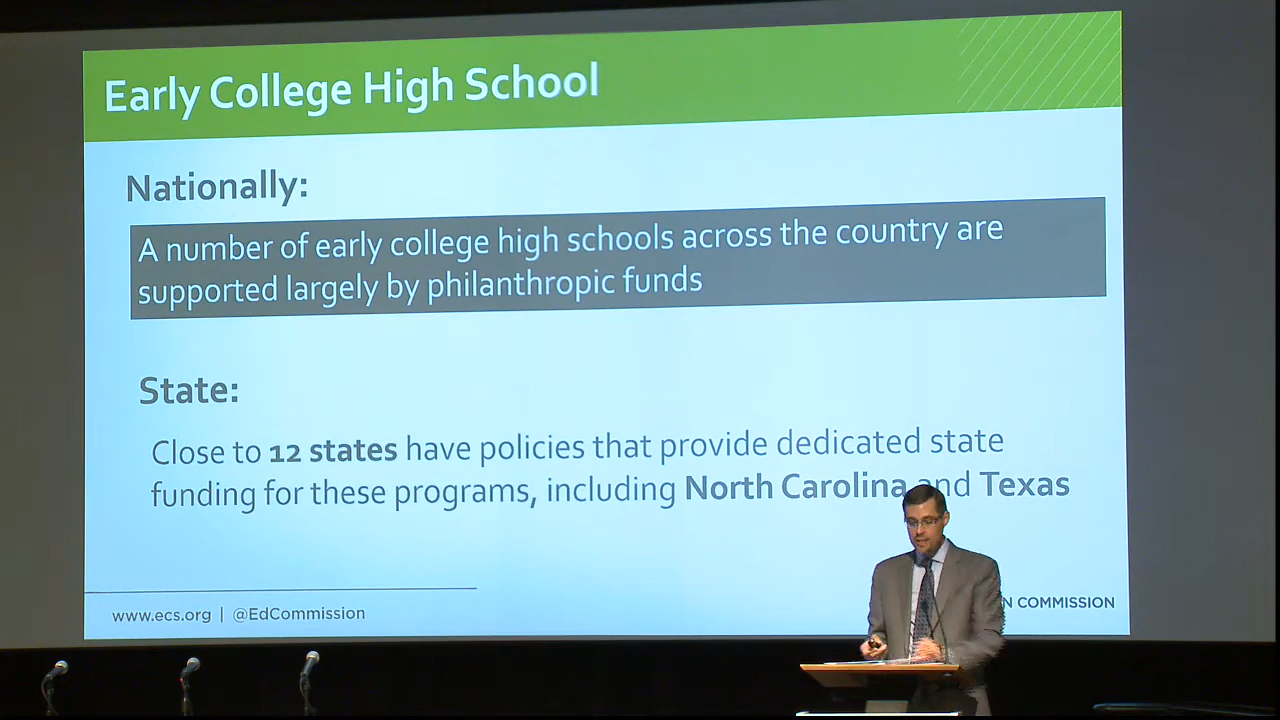 Early College High School
Nationally:
A number of early college high schools across the country are
supported largely by philanthropic funds
State:
Close to 12 states have policies that provide dedicated state
funding for these programs, including North Carolina and Texas
www.ecs.org | @EdCommission
N COMMISSION